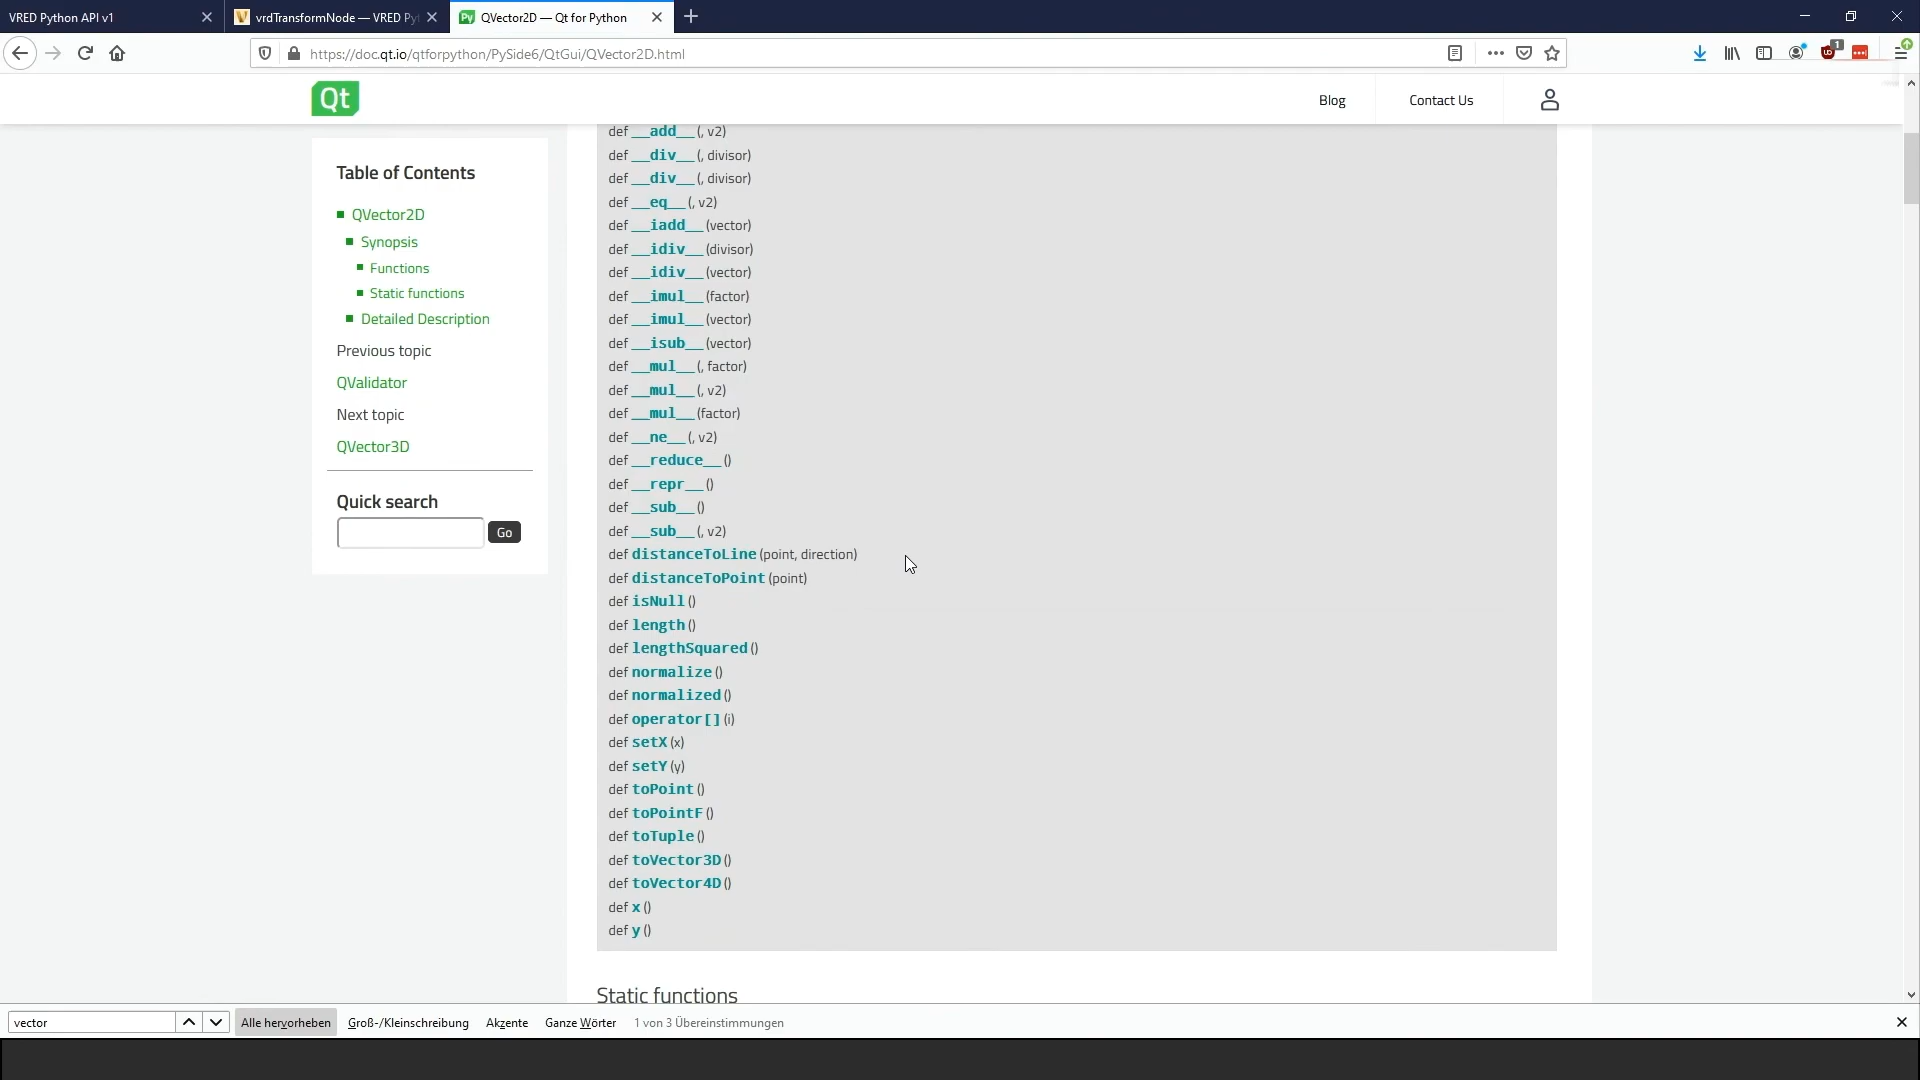 VRED Python API v1
vrdTransformNode — VRED Py
QVector2D — Qt for Python
https://doc.qt.io/qtforpython/PySide6/QtGui/QVector2D.html
1
Qt
Blog
Contact Us
Table of Contents
QVector2D
Synopsis
Functions
Static functions
Detailed Description
Previous topic
QValidator
Next topic
QVector3D
Quick search
Go
def __add__ (, v2)
def __div__ (, divisor)
def __div__ (, divisor)
def __eq__ (, v2)
def __iadd__ (vector)
def __idiv__ (divisor)
def __idiv__ (vector)
def __imul__ (factor)
def __imul__ (vector)
def __isub__ (vector)
def __mul__ (, factor)
def __mul__ (, v2)
def __mul__ (factor)
def __ne__ (, v2)
def __reduce__ ()
def __repr__ ()
def __sub__ ()
def __sub__ (, v2)
def distanceToLine (point, direction)
def distanceToPoint (point)
def isNull ()
def length ()
def lengthSquared ()
def normalize ()
def normalized ()
def operator[] (i)
def setX (x)
def setY (y)
def toPoint ()
def toPointF ()
def toTuple ()
def toVector3D ()
def toVector4D ()
def x ()
def y ()
Static functions
vector
Alle hervorheben
Groß-/Kleinschreibung
Akzente
Ganze Wörter
1 von 3 Übereinstimmungen